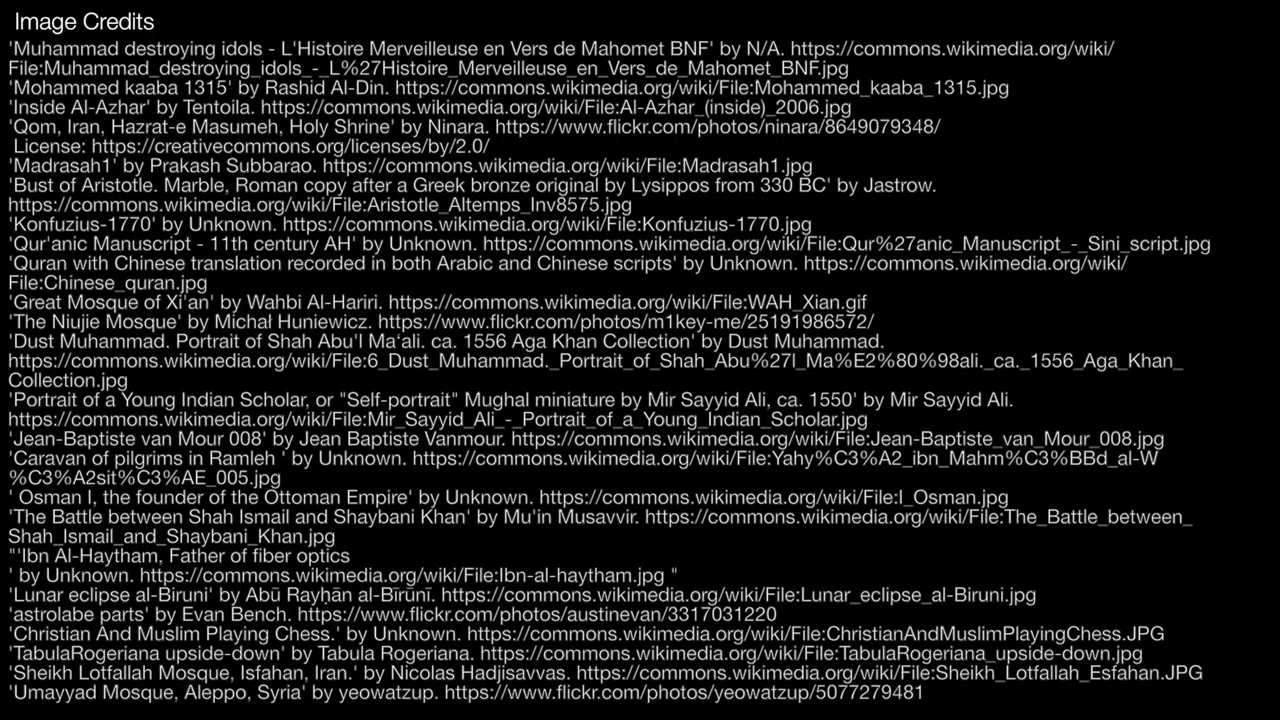 Image Credits
'Muhammad destroying idols - L'Histoire Merveilleuse en Vers de Mahomet BNF' by N/A. https://commons.wikimedia.org/wiki/
File:Muhammad_destroying_idols_-_L%27Histoire_Merveilleuse_en_Vers_de_Mahomet_BNF.jpg
'Mohammed kaaba 1315' by Rashid Al-Din. https://commons.wikimedia.org/wiki/File:Mohammed_kaaba_1315.jpg
'Inside Al-Azhar' by Tentoila. https://commons.wikimedia.org/wiki/File:Al-Azhar_(inside)_2006.jpg
'Qom, Iran, Hazrat-e Masumeh, Holy Shrine' by Ninara. https://www.flickr.com/photos/ninara/8649079348/
License: https://creativecommons.org/licenses/by/2.0/
'Madrasah1' by Prakash Subbarao. https://commons.wikimedia.org/wiki/File:Madrasah1.jpg
'Bust of Aristotle. Marble, Roman copy after a Greek bronze original by Lysippos from 330 BC' by Jastrow.
https://commons.wikimedia.org/wiki/File:Aristotle_Altemps_Inv8575.jpg
'Konfuzius-1770' by Unknown. https://commons.wikimedia.org/wiki/File:Konfuzius-1770.jpg
'Qur'anic Manuscript - 11th century AH' by Unknown. https://commons.wikimedia.org/wiki/File:Qur%27anic_Manuscript_-_Sini_script.jpg
'Quran with Chinese translation recorded in both Arabic and Chinese scripts' by Unknown. https://commons.wikimedia.org/wiki/
File:Chinese_quran.jpg
'Great Mosque of Xi'an' by Wahbi Al-Hariri. https://commons.wikimedia.org/wiki/File:WAH_Xian.gif
'The Niujie Mosque' by Michał Huniewicz. https://www.flickr.com/photos/m1key-me/25191986572/
'Dust Muhammad. Portrait of Shah Abu'l Ma‘ali. ca. 1556 Aga Khan Collection' by Dust Muhammad.
https://commons.wikimedia.org/wiki/File:6_Dust_Muhammad._Portrait_of_Shah_Abu%27l_Ma%E2%80%98ali._ca._1556_Aga_Khan_
Collection.jpg
'Portrait of a Young Indian Scholar, or "Self-portrait" Mughal miniature by Mir Sayyid Ali, ca. 1550' by Mir Sayyid Ali.
https://commons.wikimedia.org/wiki/File:Mir_Sayyid_Ali_-_Portrait_of_a_Young_Indian_Scholar.jpg
'Jean-Baptiste van Mour 008' by Jean Baptiste Vanmour. https://commons.wikimedia.org/wiki/File:Jean-Baptiste_van_Mour_008.jpg
'Caravan of pilgrims in Ramleh ' by Unknown. https://commons.wikimedia.org/wiki/File:Yahy%C3%A2_ibn_Mahm%C3%BBd_al-W
%C3%A2sit%C3%AE_005.jpg
' Osman I, the founder of the Ottoman Empire' by Unknown. https://commons.wikimedia.org/wiki/File:I_Osman.jpg
'The Battle between Shah Ismail and Shaybani Khan' by Mu'in Musavvir. https://commons.wikimedia.org/wiki/File:The_Battle_between_
Shah_Ismail_and_Shaybani_Khan.jpg
"'Ibn Al-Haytham, Father of fiber optics
' by Unknown. https://commons.wikimedia.org/wiki/File:Ibn-al-haytham.jpg "
'Lunar eclipse al-Biruni' by Abū Rayḥān al-Bīrūnī. https://commons.wikimedia.org/wiki/File:Lunar_eclipse_al-Biruni.jpg
'astrolabe parts' by Evan Bench. https://www.flickr.com/photos/austinevan/3317031220
'Christian And Muslim Playing Chess.' by Unknown. https://commons.wikimedia.org/wiki/File:ChristianAndMuslimPlayingChess.JPG
'TabulaRogeriana upside-down' by Tabula Rogeriana. https://commons.wikimedia.org/wiki/File:TabulaRogeriana_upside-down.jpg
'Sheikh Lotfallah Mosque, Isfahan, Iran.' by Nicolas Hadjisavvas. https://commons.wikimedia.org/wiki/File:Sheikh_Lotfallah_Esfahan.JPG
'Umayyad Mosque, Aleppo, Syria' by yeowatzup. https://www.flickr.com/photos/yeowatzup/5077279481